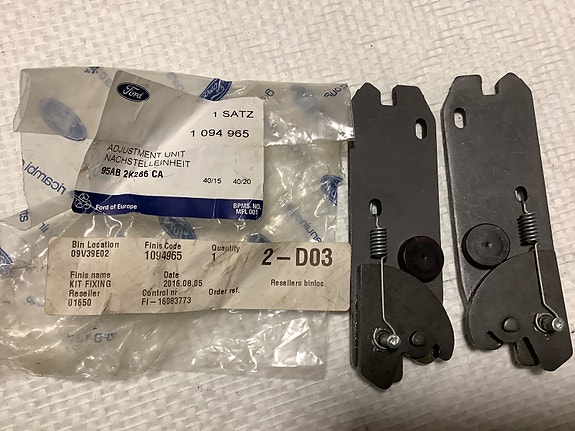 Ford
1 SATZ
1 094 965
ADJUSTMENT UNIT
NACHSTELLEINHEIT
95AB 2K286 CA
40/15 40/20
Ford of Europe
BPMS NO.
MFL 001
Bin Location Finis Code Quantity
09V39E02 1094965 1 2-D03
Finis name Date Resellers binloc.
KIT FIXING 2016.08.05
Reseller Control nr Order ref.
01650 FI-16083773
ricambi